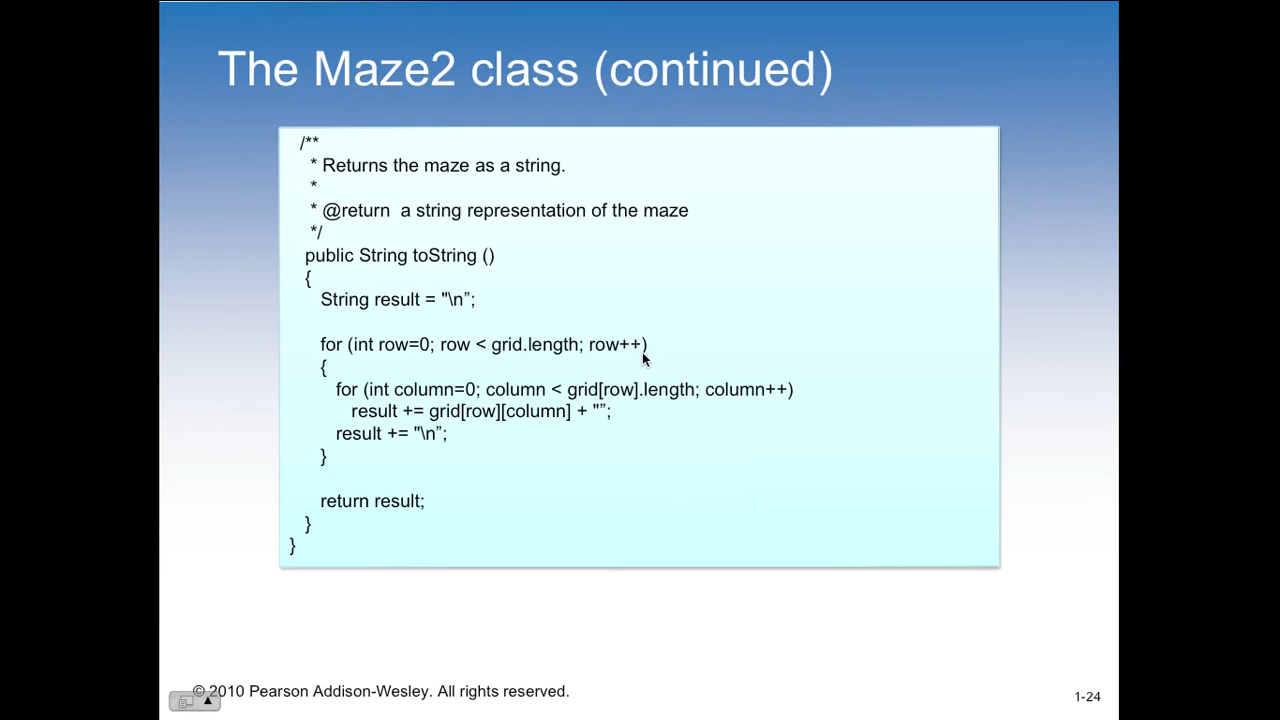 The Maze2 class (continued)
/**
* Returns the maze as a string.
*
* @return  a string representation of the maze
*/
public String toString ()
{
String result = "\n”;
for (int row=0; row < grid.length; row++)
{
for (int column=0; column < grid[row].length; column++)
result += grid[row][column] + "”;
result += "\n”;
}
return result;
}
}
© 2010 Pearson Addison-Wesley. All rights reserved.
1-24